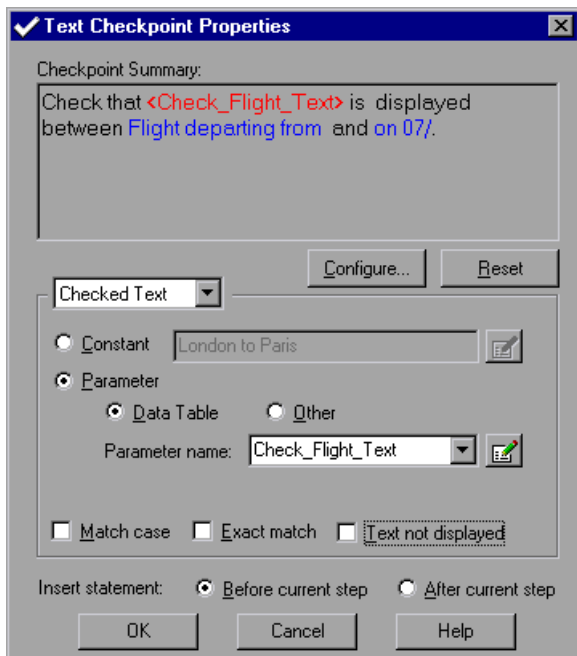 Text Checkpoint Properties
Checkpoint Summary:
Check that <Check_Flight_Text> is displayed
between Flight departing from and on 07/.
Configure... Reset
Checked Text
Constant London to Paris
Parameter
Data Table Other
Parameter name: Check_Flight_Text
Match case Exact match Text not displayed
Insert statement: Before current step After current step
OK Cancel Help